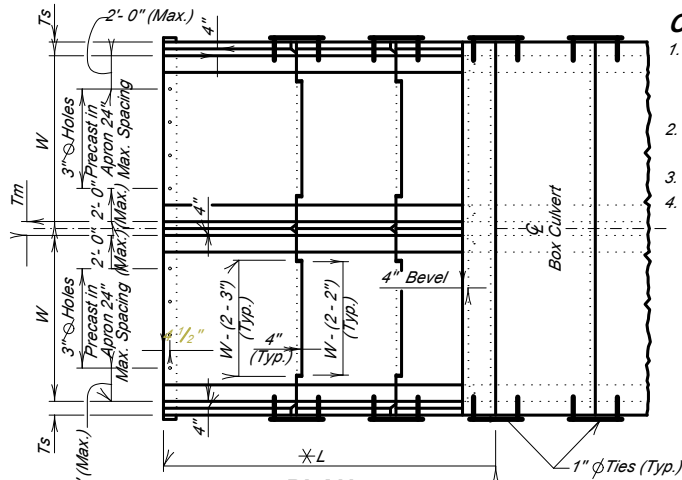 2'- 0" (Max.)
4"
Ts
W
3" ⌀ Holes
Precast in
Apron 24"
Max. Spacing
2'- 0"
(Max.)
Tm
4"
2'- 0"
(Max.)
W
3" ⌀ Holes
Precast in
Apron 24"
Max. Spacing
1/2"
W - (2 - 3")
(Typ.)
4"
(Typ.)
W - (2 - 2")
(Typ.)
4" Bevel
℄
Box Culvert
1.
2.
3.
4.
Ts
(Max.)
4"
L
1" ϕ Ties (Typ.)